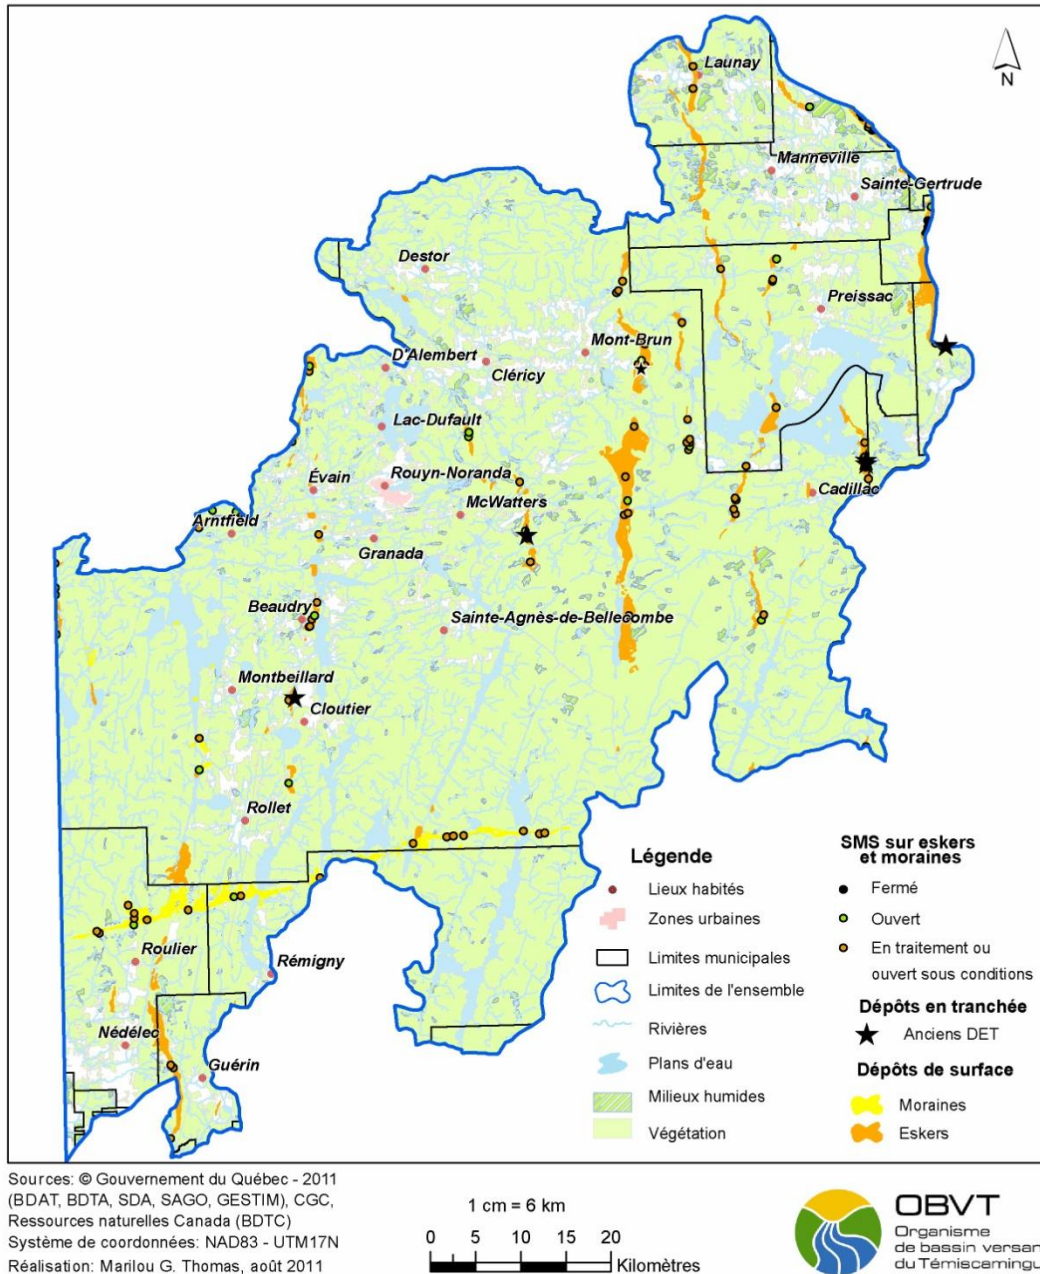 N
Launay
Manneville
Sainte-Gertrude
Destor
Preissac
Mont-Brun
D'Alembert
Cléricy
Lac-Dufault
Rouyn-Noranda
Évain
McWatters
Cadillac
Arntfield
Granada
Beaudry
Sainte-Agnès-de-Bellecombe
Montbeillard
Cloutier
Rollet
Roulier
Rémigny
Nédélec
Guérin
Légende
Lieux habités
Zones urbaines
Limites municipales
Limites de l'ensemble
Rivières
Plans d'eau
Milieux humides
Végétation
SMS sur eskers
et moraines
Fermé
Ouvert
En traitement ou
ouvert sous conditions
Dépôts en tranchée
Anciens DET
Dépôts de surface
Moraines
Eskers
Sources: © Gouvernement du Québec - 2011
(BDAT, BDTA, SDA, SAGO, GESTIM), CGC,
Ressources naturelles Canada (BDTC)
Système de coordonnées: NAD83 - UTM17N
Réalisation: Marilou G. Thomas, août 2011
1 cm = 6 km
0 5 10 15 20
Kilomètres
OBVT
Organisme
de bassin versan
du Témiscamingu